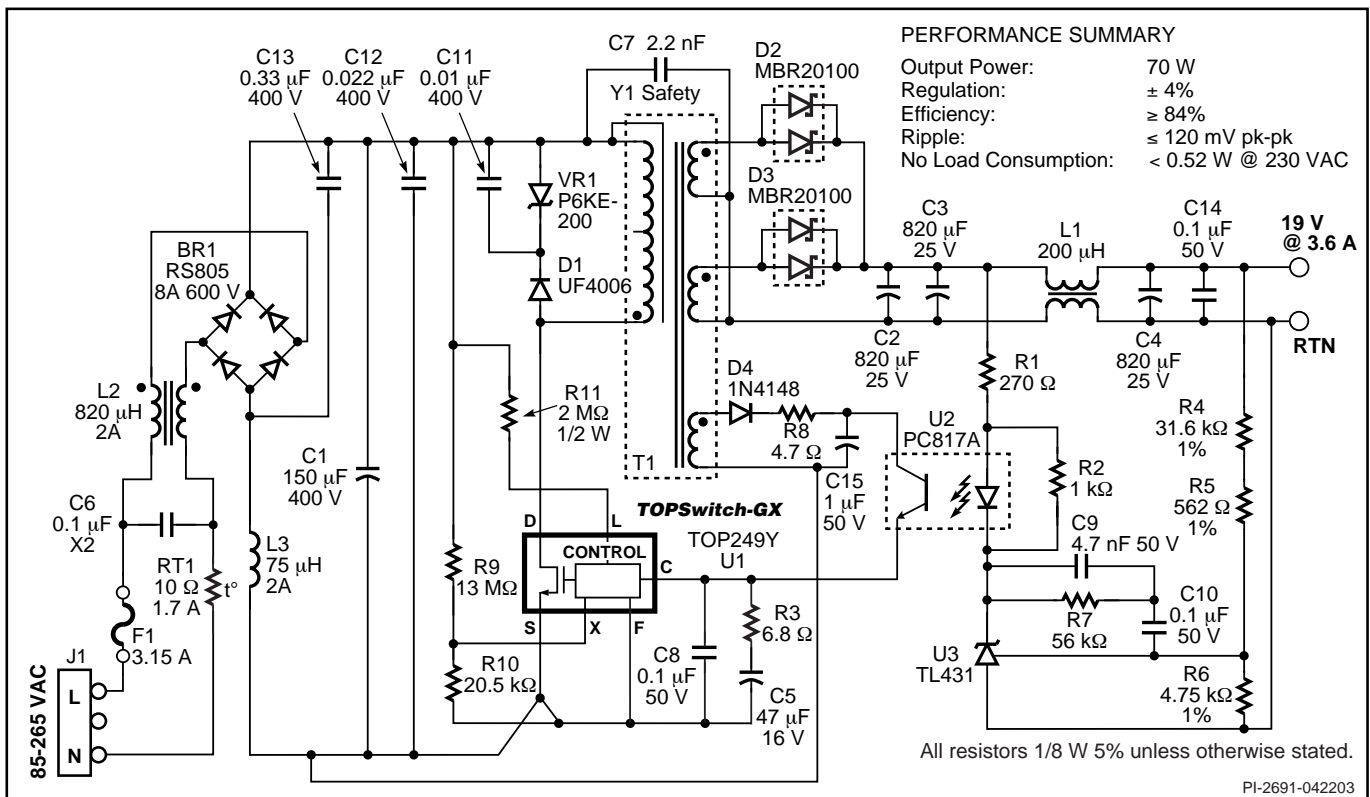 C13
0.33 µF
400 V
C12
0.022 µF
400 V
C11
0.01 µF
400 V
C7 2.2 nF
Y1 Safety
D2
MBR20100
PERFORMANCE SUMMARY
Output Power: 70 W
Regulation: ± 4%
Efficiency: ≥ 84%
Ripple: ≤ 120 mV pk-pk
No Load Consumption: < 0.52 W @ 230 VAC
VR1
P6KE-
200
D3
MBR20100
BR1
RS805
8A 600 V
D1
UF4006
C3
820 µF
25 V
L1
200 µH
C14
0.1 µF
50 V
19 V
@ 3.6 A
RTN
C2
820 µF
25 V
C4
820 µF
25 V
L2
820 µH
2A
R11
2 MΩ
1/2 W
T1
D4
1N4148
R8
4.7 Ω
R1
270 Ω
U2
PC817A
R4
31.6 kΩ
1%
C1
150 µF
400 V
C15
1 µF
50 V
R2
1 kΩ
R5
562 Ω
1%
C6
0.1 µF
X2
TOPSwitch-GX
D
L
CONTROL
C
S
X
F
TOP249Y
U1
C9
4.7 nF 50 V
RT1
10 Ω
1.7 A
t°
L3
75 µH
2A
R9
13 MΩ
R3
6.8 Ω
R7
56 kΩ
C10
0.1 µF
50 V
F1
3.15 A
J1
L
N
85-265 VAC
R10
20.5 kΩ
C8
0.1 µF
50 V
C5
47 µF
16 V
U3
TL431
R6
4.75 kΩ
1%
All resistors 1/8 W 5% unless otherwise stated.
PI-2691-042203